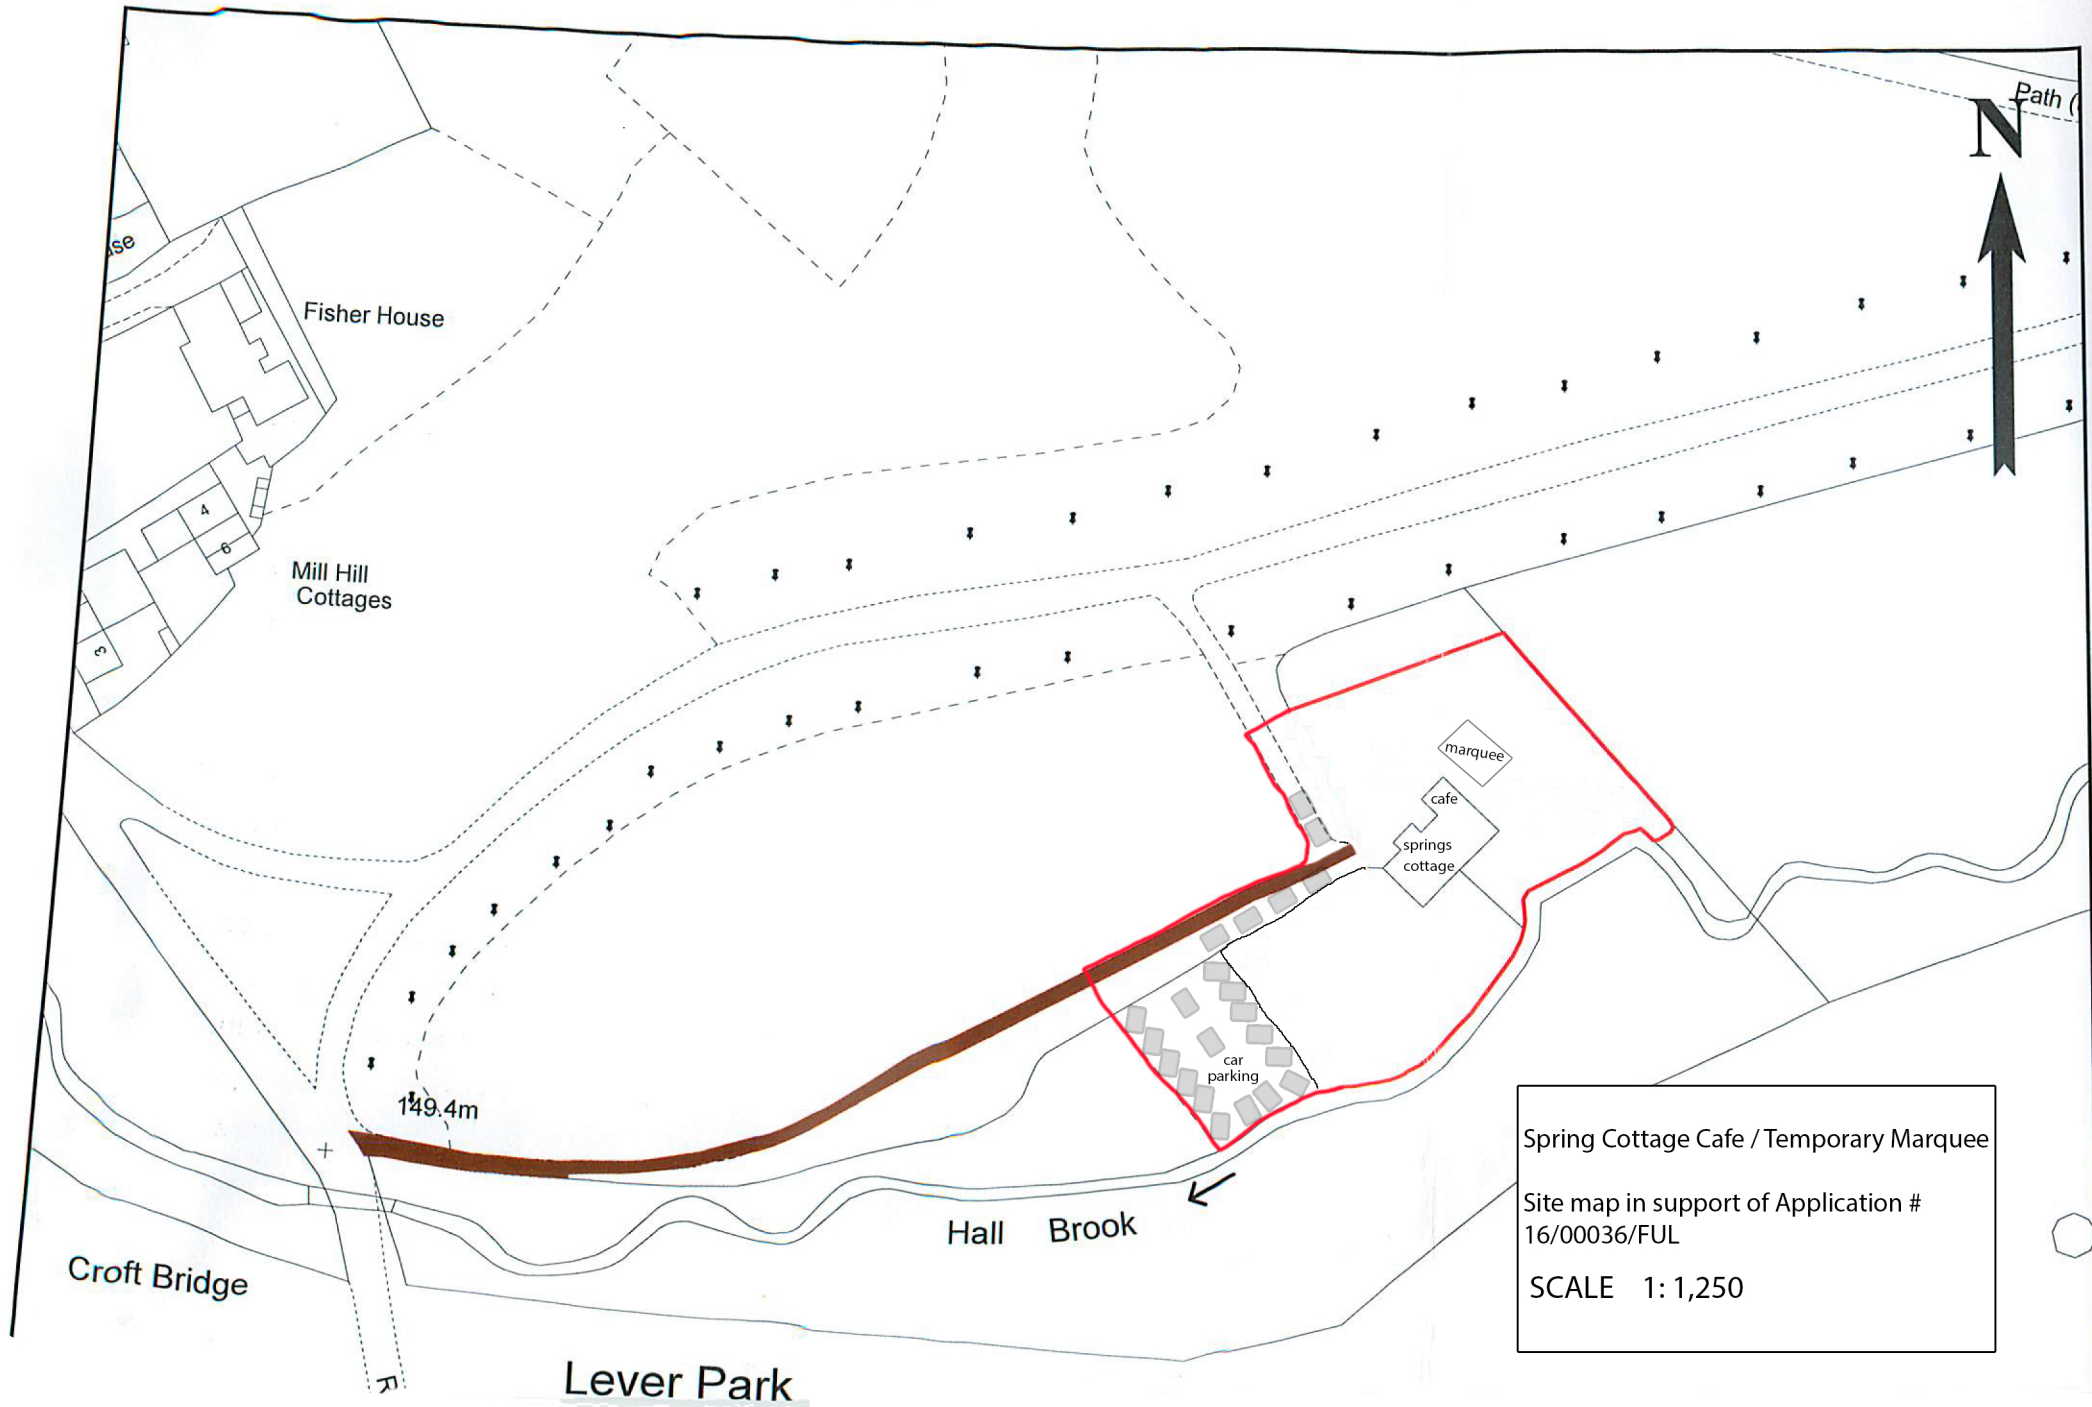 Path (
N
Fisher House
4
6
Mill Hill
Cottages
3
marquee
cafe
springs
cottage
car
parking
149.4m
Hall Brook
Croft Bridge
Lever Park
R
Spring Cottage Cafe / Temporary Marquee
Site map in support of Application #
16/00036/FUL
SCALE 1: 1,250